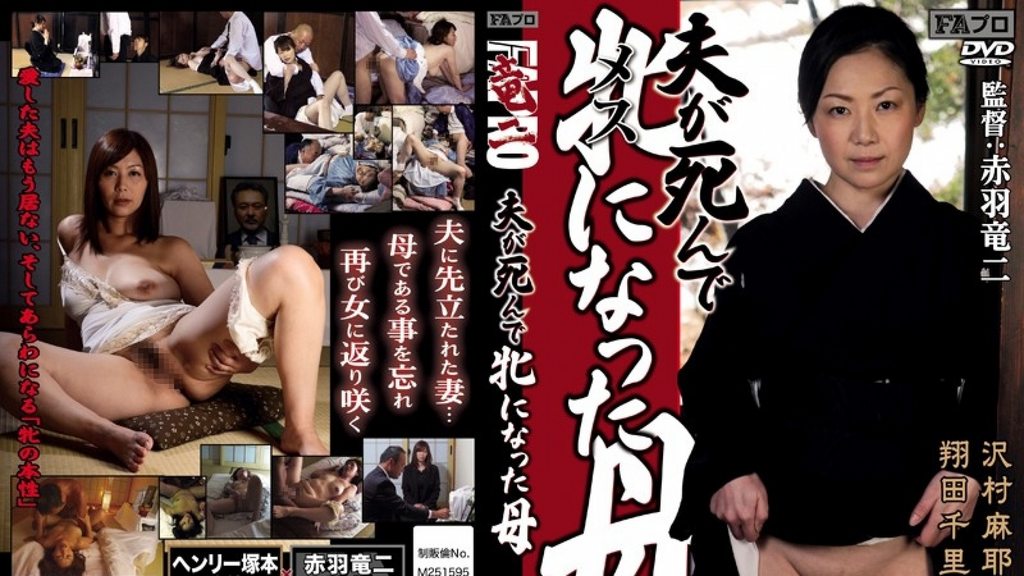 愛した夫はもう居ない、そしてあらわになる「牝の本性」
夫に先立たれた妻…
母である事を忘れ
再び女に返り咲く
ヘンリー塚本×赤羽竜二
制販倫No.
M251595
FAプロ
FA竜二
夫が死んで牝になった母
夫が死んで
牝になった母
メス
FAプロ
DVD
VIDEO
監督:赤羽竜二
沢村麻耶
翔田千里